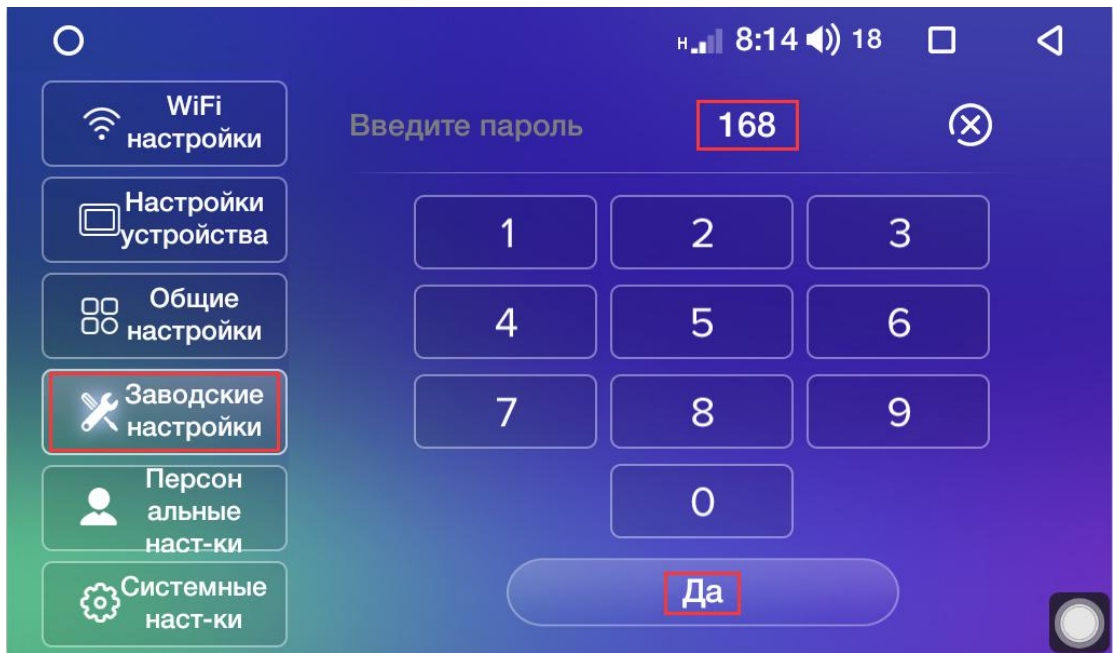 H 8:14 18
WiFi
настройки
Настройки
устройства
Общие
настройки
Заводские
настройки
Персон
альные
наст-ки
Системные
наст-ки
Введите пароль 168
1 2 3
4 5 6
7 8 9
0
Да